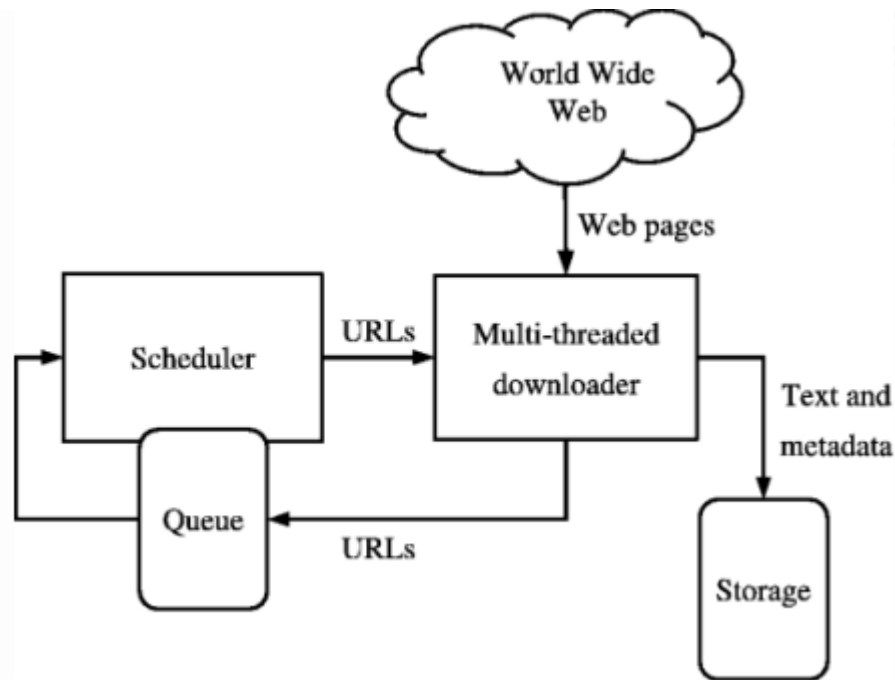 World Wide
Web
Web pages
Scheduler
URLs
Multi-threaded
downloader
Text and
metadata
Queue
URLs
Storage